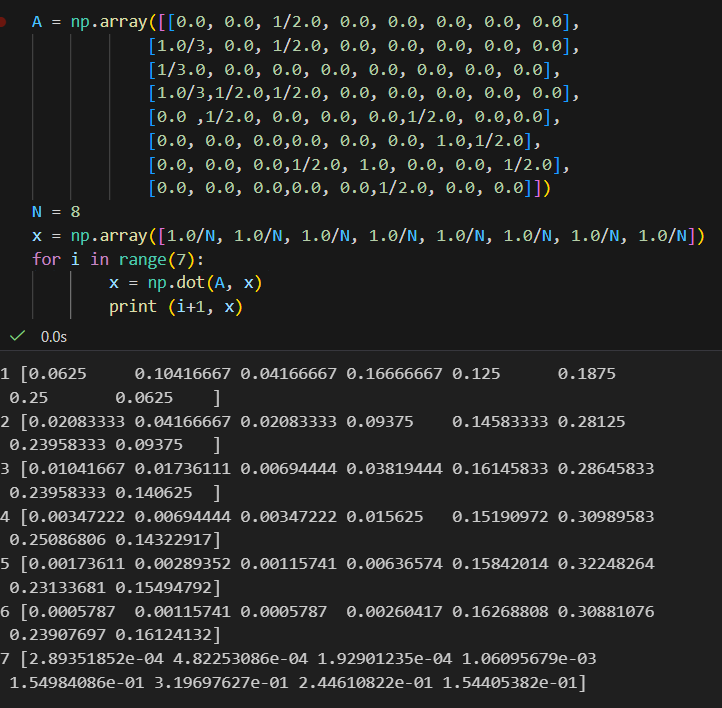 A = np.array([[0.0, 0.0, 1/2.0, 0.0, 0.0, 0.0, 0.0, 0.0],
[1.0/3, 0.0, 1/2.0, 0.0, 0.0, 0.0, 0.0, 0.0],
[1/3.0, 0.0, 0.0, 0.0, 0.0, 0.0, 0.0, 0.0],
[1.0/3,1/2.0,1/2.0, 0.0, 0.0, 0.0, 0.0, 0.0],
[0.0 ,1/2.0, 0.0, 0.0, 0.0,1/2.0, 0.0,0.0],
[0.0, 0.0, 0.0,0.0, 0.0, 0.0, 1.0,1/2.0],
[0.0, 0.0, 0.0,1/2.0, 1.0, 0.0, 0.0, 1/2.0],
[0.0, 0.0, 0.0,0.0, 0.0,1/2.0, 0.0, 0.0]])
N = 8
x = np.array([1.0/N, 1.0/N, 1.0/N, 1.0/N, 1.0/N, 1.0/N, 1.0/N, 1.0/N])
for i in range(7):
x = np.dot(A, x)
print (i+1, x)
0.0s
1 [0.0625 0.10416667 0.04166667 0.16666667 0.125 0.1875
0.25 0.0625 ]
2 [0.02083333 0.04166667 0.02083333 0.09375 0.14583333 0.28125
0.23958333 0.09375 ]
3 [0.01041667 0.01736111 0.00694444 0.03819444 0.16145833 0.28645833
0.23958333 0.140625 ]
4 [0.00347222 0.00694444 0.00347222 0.015625 0.15190972 0.30989583
0.25086806 0.14322917]
5 [0.00173611 0.00289352 0.00115741 0.00636574 0.15842014 0.32248264
0.23133681 0.15494792]
6 [0.0005787 0.00115741 0.0005787 0.00260417 0.16268808 0.30881076
0.23907697 0.16124132]
7 [2.89351852e-04 4.82253086e-04 1.92901235e-04 1.06095679e-03
1.54984086e-01 3.19697627e-01 2.44610822e-01 1.54405382e-01]